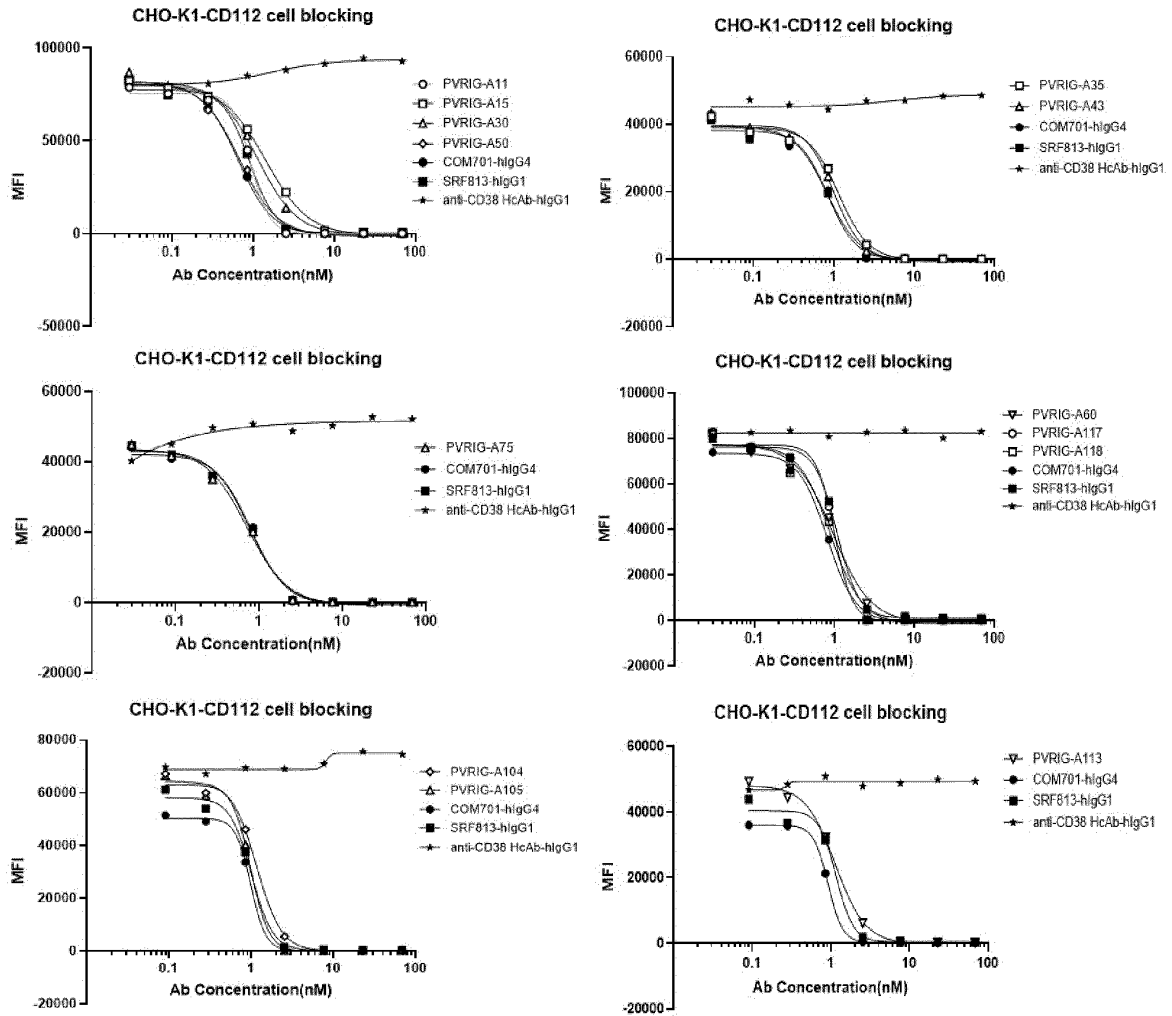 CHO-K1-CD112 cell blocking
100000
50000
0
-50000
MFI
0.1
1
10
100
Ab Concentration(nM)
PVRIG-A11
PVRIG-A15
PVRIG-A30
PVRIG-A50
COM701-hIgG4
SRF813-hIgG1
anti-CD38 HcAb-hIgG1
CHO-K1-CD112 cell blocking
60000
40000
20000
0
-20000
MFI
0.1
1
10
100
Ab Concentration(nM)
PVRIG-A35
PVRIG-A43
COM701-hIgG4
SRF813-hIgG1
anti-CD38 HcAb-hIgG1
CHO-K1-CD112 cell blocking
60000
40000
20000
0
-20000
MFI
0.1
1
10
100
Ab Concentration(nM)
PVRIG-A75
COM701-hIgG4
SRF813-hIgG1
anti-CD38 HcAb-hIgG1
CHO-K1-CD112 cell blocking
100000
80000
60000
40000
20000
0
-20000
MFI
0.1
1
10
100
Ab Concentration(nM)
PVRIG-A60
PVRIG-A117
PVRIG-A118
COM701-hIgG4
SRF813-hIgG1
anti-CD38 HcAb-hIgG1
CHO-K1-CD112 cell blocking
80000
60000
40000
20000
0
-20000
MFI
0.1
1
10
100
Ab Concentration(nM)
PVRIG-A104
PVRIG-A105
COM701-hIgG4
SRF813-hIgG1
anti-CD38 HcAb-hIgG1
CHO-K1-CD112 cell blocking
60000
40000
20000
0
-20000
MFI
0.1
1
10
100
Ab Concentration(nM)
PVRIG-A113
COM701-hIgG4
SRF813-hIgG1
anti-CD38 HcAb-hIgG1